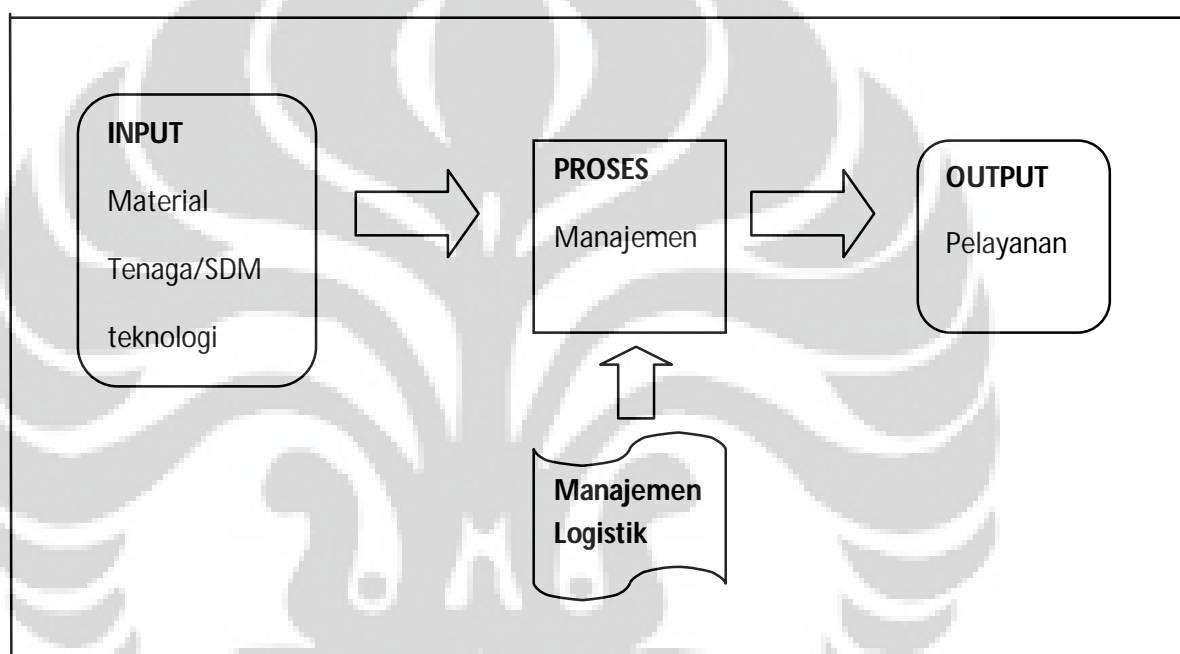 INPUT
Material
Tenaga/SDM
teknologi
PROSES
Manajemen
OUTPUT
Pelayanan
Manajemen
Logistik